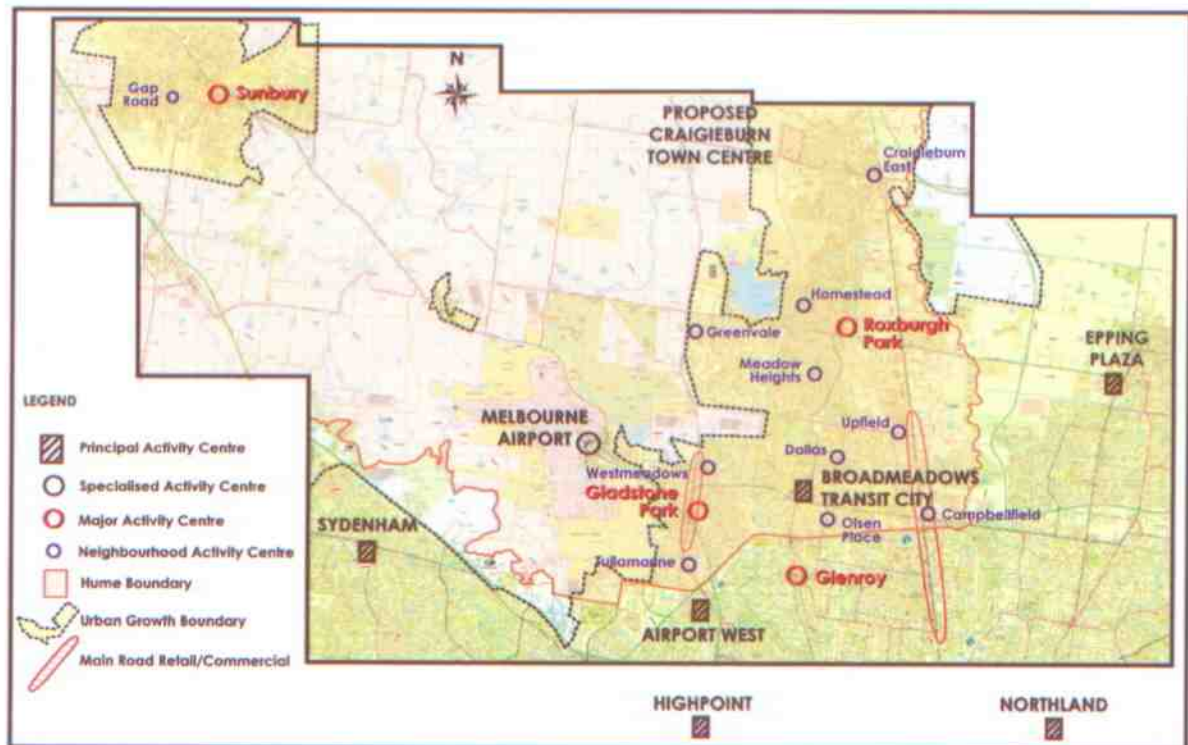 N
Gap
Road
Sunbury
PROPOSED
CRAIGIEBURN
TOWN CENTRE
Craigieburn
East
Homestead
Greenvale
Roxburgh
Park
EPPING
PLAZA
Meadow
Heights
MELBOURNE
AIRPORT
Upfield
Dallas
Westmeadows
BROADMEADOWS
TRANSIT CITY
Gladstone
Park
Campbellfield
Olsen
Place
SYDENHAM
Tullamarine
Glenroy
AIRPORT WEST
HIGHPOINT
NORTHLAND
LEGEND
Principal Activity Centre
Specialised Activity Centre
Major Activity Centre
Neighbourhood Activity Centre
Hume Boundary
Urban Growth Boundary
Main Road Retail/Commercial